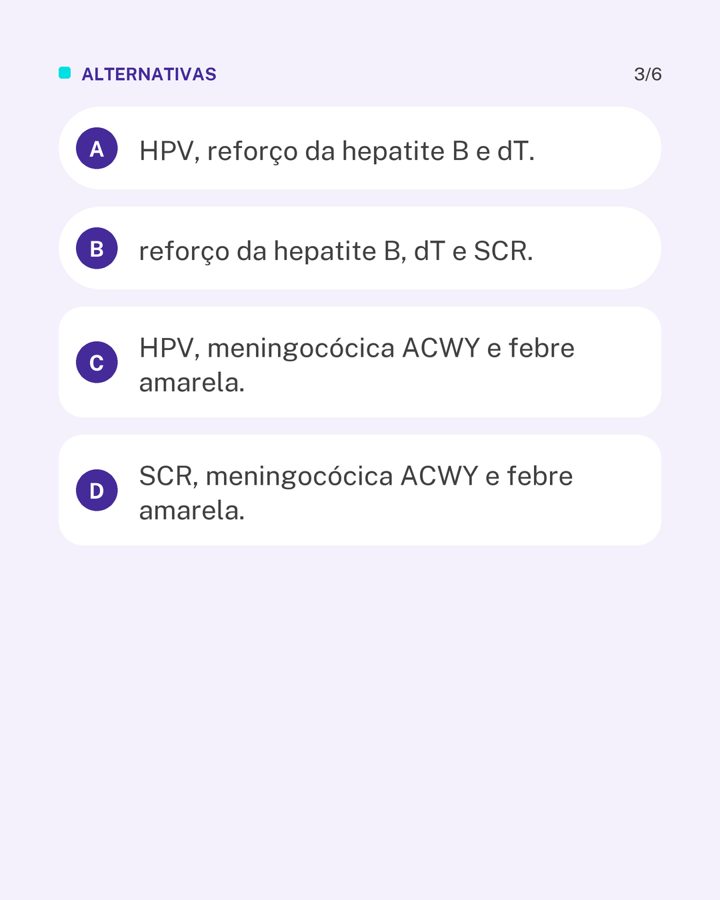 ALTERNATIVAS
3/6
A
HPV, reforço da hepatite B e dT.
B
reforço da hepatite B, dT e SCR.
C
HPV, meningocócica ACWY e febre
amarela.
D
SCR, meningocócica ACWY e febre
amarela.